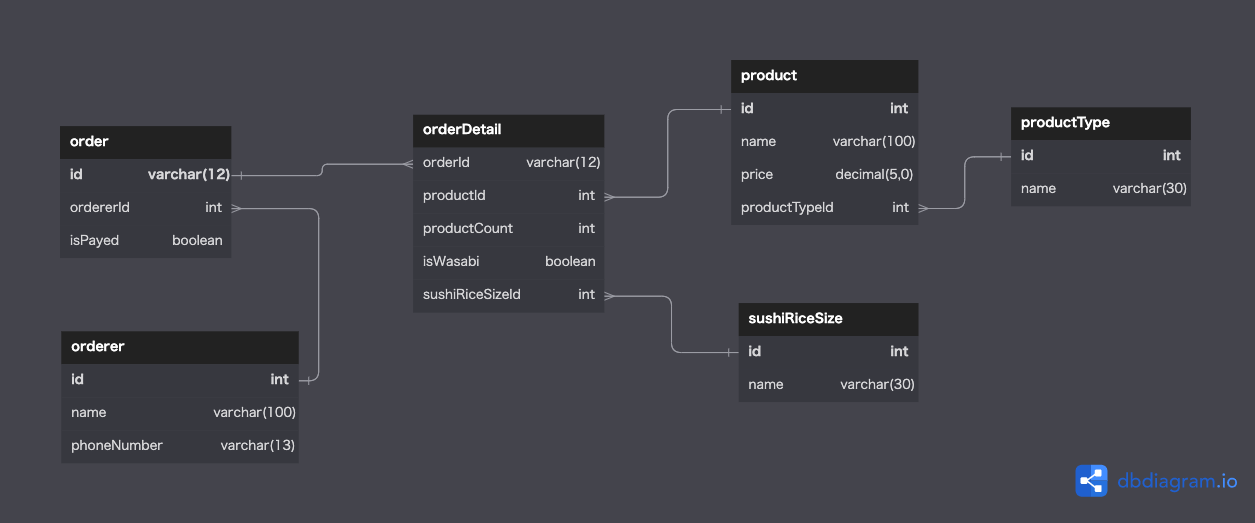 order
id varchar(12)
ordererId int
isPayed boolean
orderer
id int
name varchar(100)
phoneNumber varchar(13)
orderDetail
orderId varchar(12)
productId int
productCount int
isWasabi boolean
sushiRiceSizeId int
product
id int
name varchar(100)
price decimal(5,0)
productTypeId int
sushiRiceSize
id int
name varchar(30)
productType
id int
name varchar(30)
dbdiagram.io